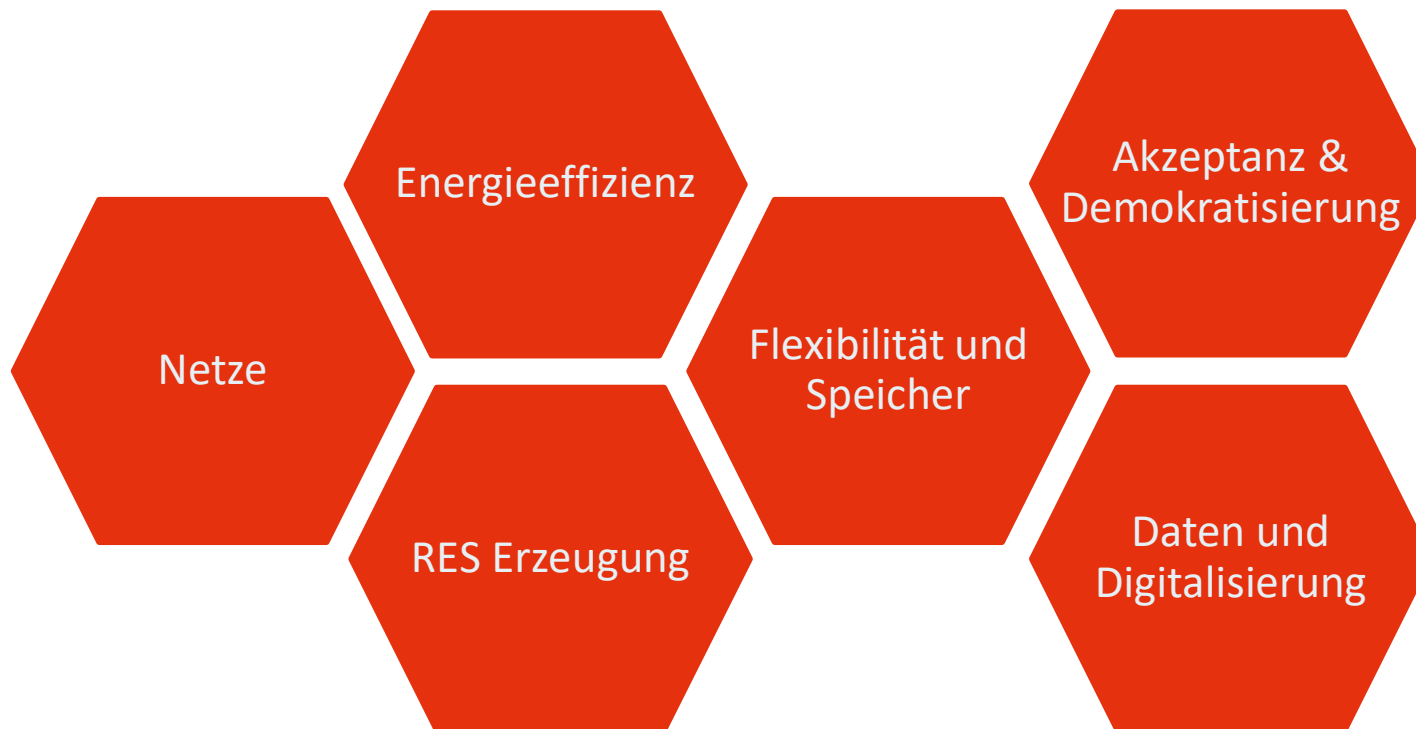 Netze
Energieeffizienz
RES Erzeugung
Flexibilität und
Speicher
Akzeptanz &
Demokratisierung
Daten und
Digitalisierung